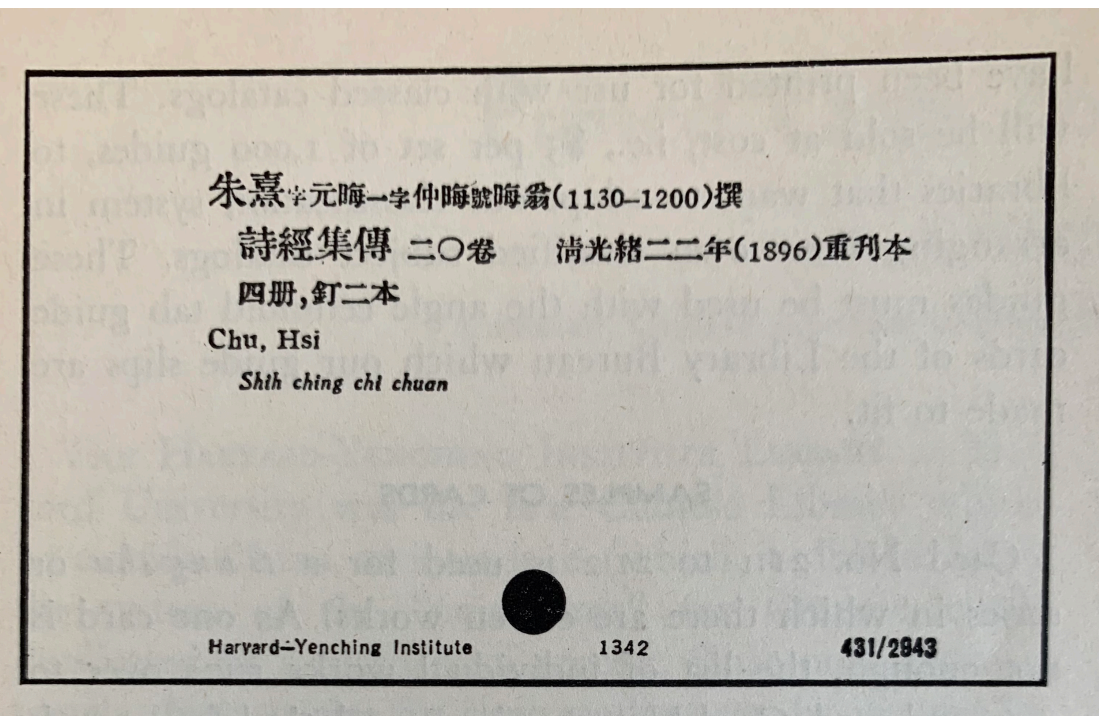 朱熹字元晦一字仲晦號晦翁(1130–1200)撰
詩經集傳 二〇卷 清光緒二二年(1896)重刊本
四册,釘二本
Chu, Hsi
Shih ching chi chuan
Harvard-Yenching Institute 1342 431/2943